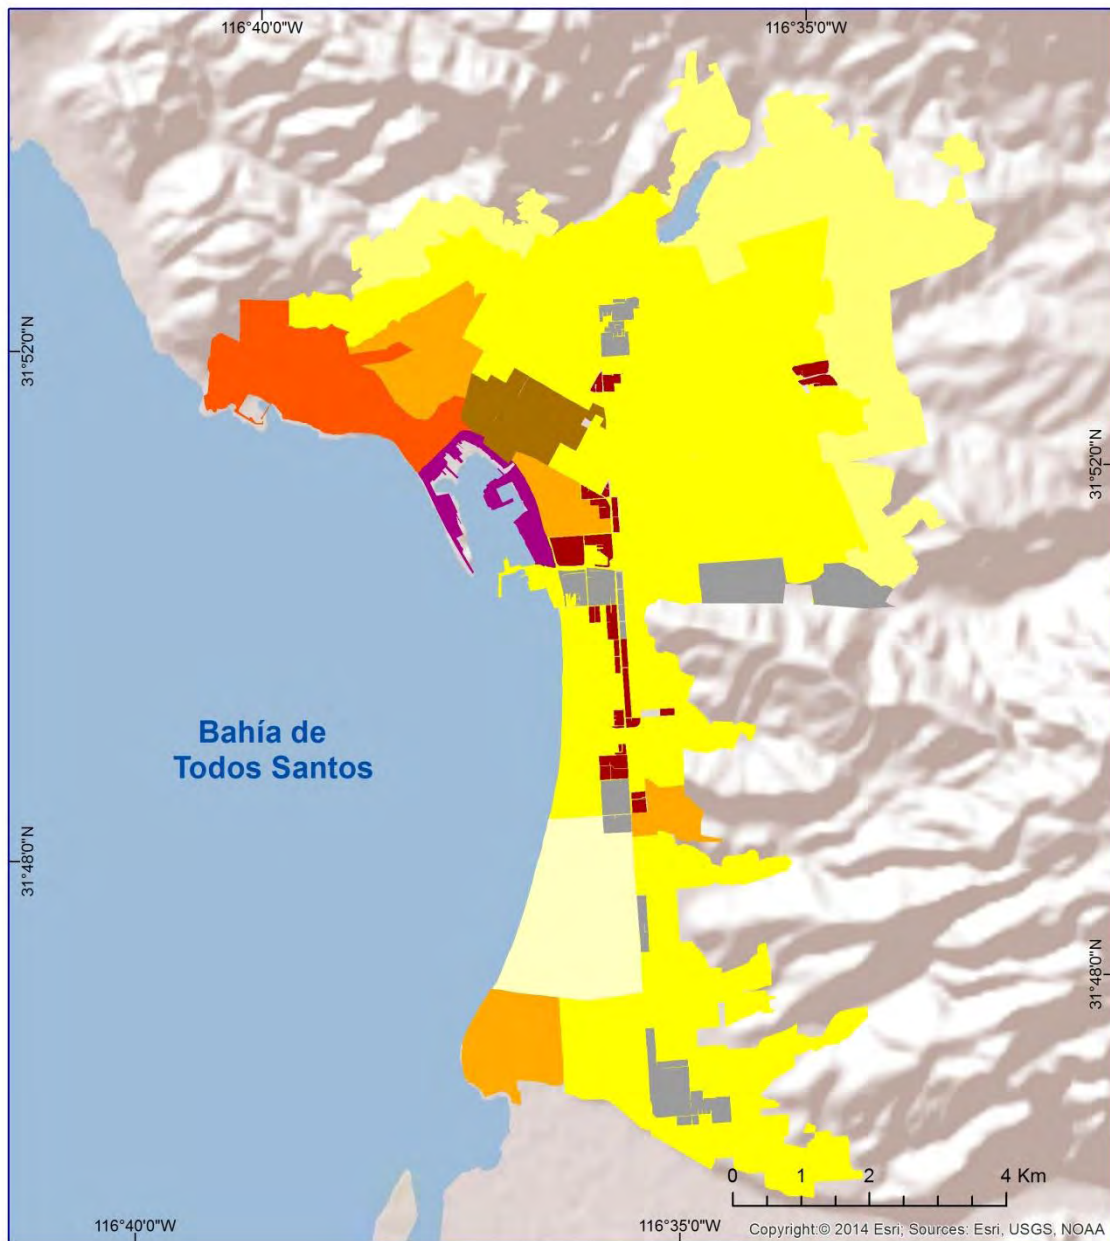 116°40'0"W
116°35'0"W
31°52'0"N
31°52'0"N
Bahía de
Todos Santos
31°48'0"N
31°48'0"N
0 1 2 4 Km
116°40'0"W
116°35'0"W
Copyright:© 2014 Esri; Sources: Esri, USGS, NOAA